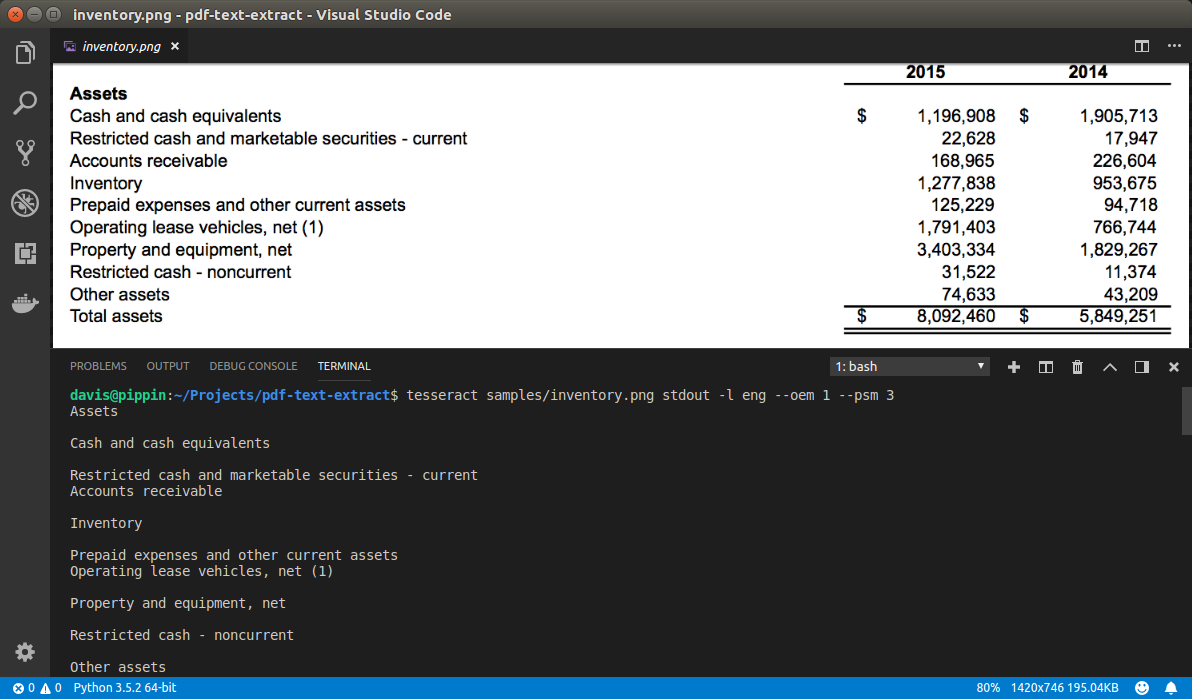 inventory.png - pdf-text-extract - Visual Studio Code
inventory.png ×
2015 2014
Assets
Cash and cash equivalents $ 1,196,908 $ 1,905,713
Restricted cash and marketable securities - current 22,628 17,947
Accounts receivable 168,965 226,604
Inventory 1,277,838 953,675
Prepaid expenses and other current assets 125,229 94,718
Operating lease vehicles, net (1) 1,791,403 766,744
Property and equipment, net 3,403,334 1,829,267
Restricted cash - noncurrent 31,522 11,374
Other assets 74,633 43,209
Total assets $ 8,092,460 $ 5,849,251
PROBLEMS OUTPUT DEBUG CONSOLE TERMINAL 1: bash
davis@pippin:~/Projects/pdf-text-extract$ tesseract samples/inventory.png stdout -l eng --oem 1 --psm 3
Assets
Cash and cash equivalents
Restricted cash and marketable securities - current
Accounts receivable
Inventory
Prepaid expenses and other current assets
Operating lease vehicles, net (1)
Property and equipment, net
Restricted cash - noncurrent
Other assets
0 0 Python 3.5.2 64-bit 80% 1420x746 195.04KB